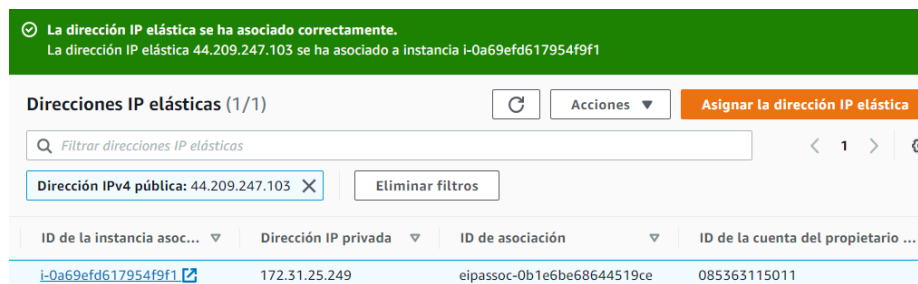 La dirección IP elástica se ha asociado correctamente.
La dirección IP elástica 44.209.247.103 se ha asociado a instancia i-0a69efd617954f9f1
Direcciones IP elásticas (1/1)
Acciones
Asignar la dirección IP elástica
Filtrar direcciones IP elásticas
1
Dirección IPv4 pública: 44.209.247.103
Eliminar filtros
ID de la instancia asoc... Dirección IP privada ID de asociación ID de la cuenta del propietario ...
i-0a69efd617954f9f1 172.31.25.249 eipassoc-0b1e6be68644519ce 085363115011